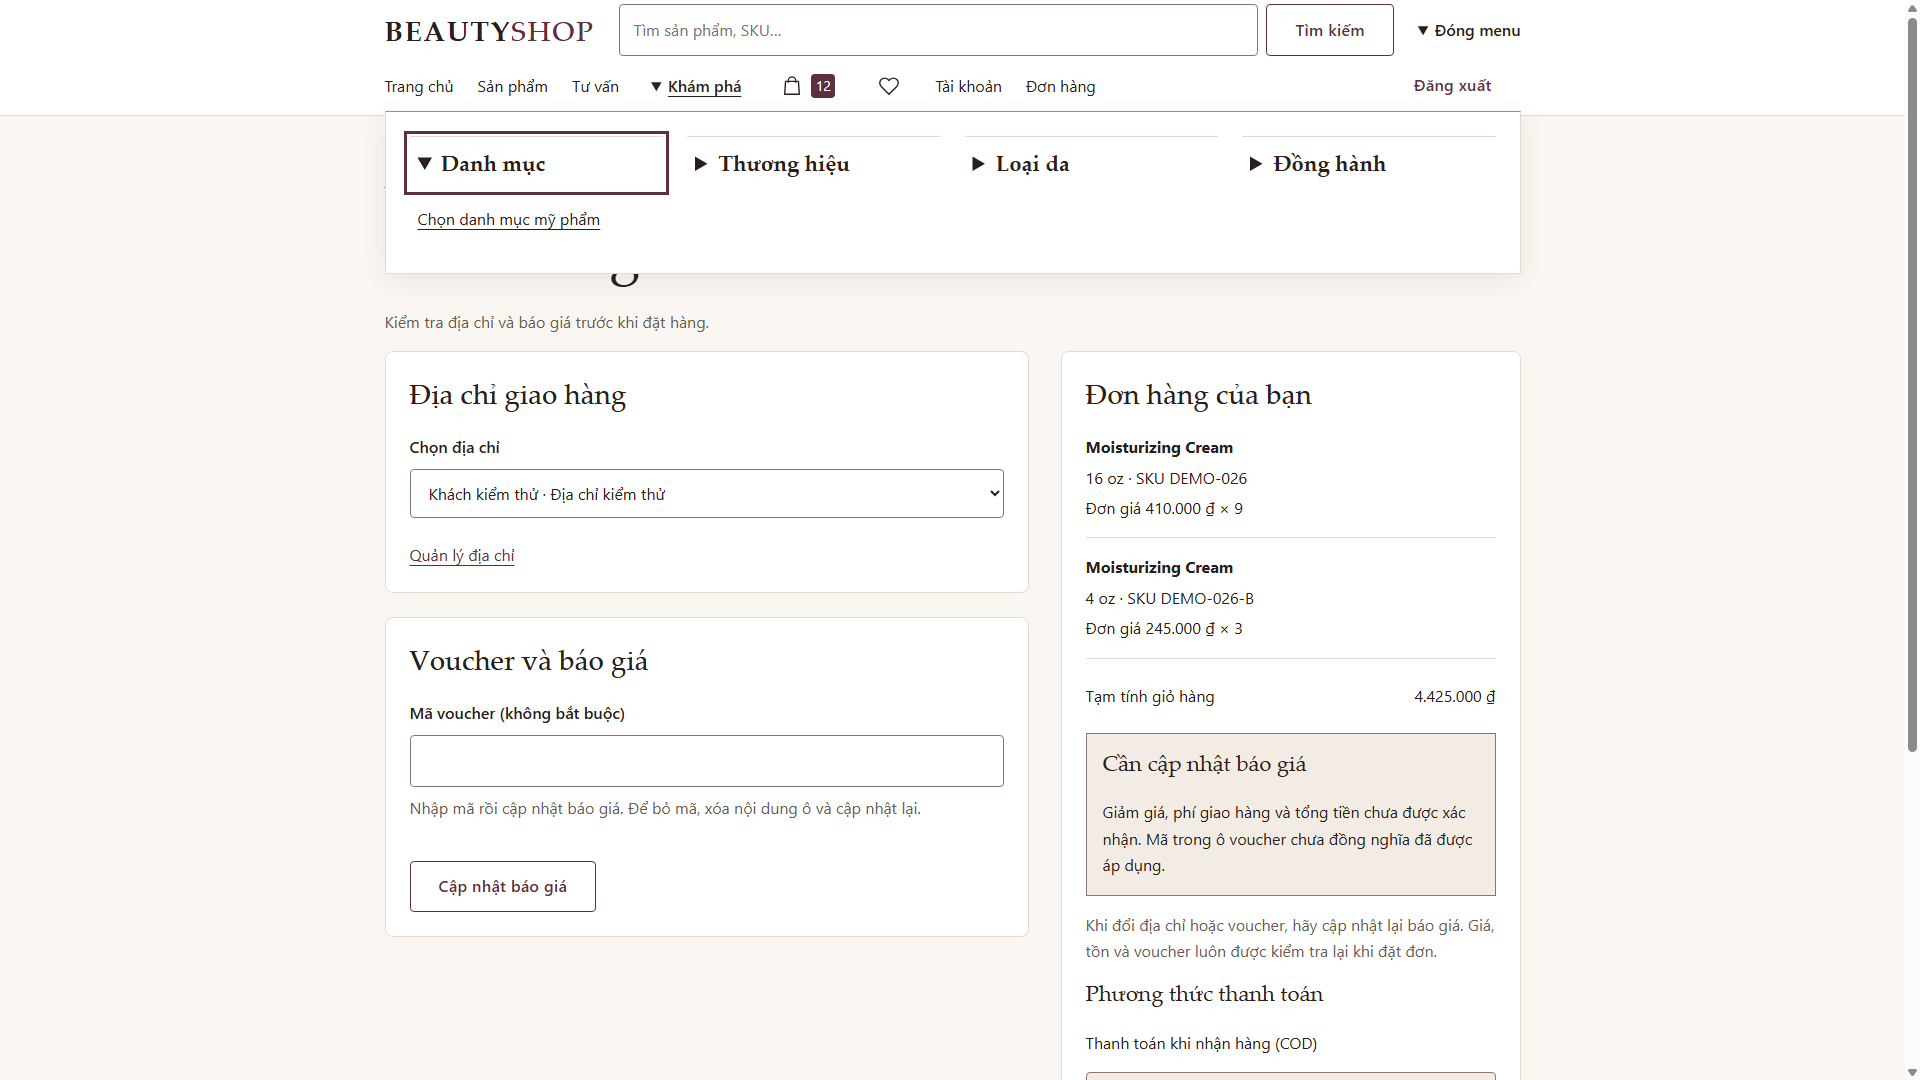 BEAUTYSHOP
Tìm sản phẩm, SKU...
Tìm kiếm
▼ Đóng menu
Trang chủ
Sản phẩm
Tư vấn
▼ Khám phá
12
Tài khoản
Đơn hàng
Đăng xuất
▼ Danh mục
▶ Thương hiệu
▶ Loại da
▶ Đồng hành
Chọn danh mục mỹ phẩm
Kiểm tra địa chỉ và báo giá trước khi đặt hàng.
Địa chỉ giao hàng
Chọn địa chỉ
Khách kiểm thử · Địa chỉ kiểm thử
Quản lý địa chỉ
Voucher và báo giá
Mã voucher (không bắt buộc)
Nhập mã rồi cập nhật báo giá. Để bỏ mã, xóa nội dung ô và cập nhật lại.
Cập nhật báo giá
Đơn hàng của bạn
Moisturizing Cream
16 oz · SKU DEMO-026
Đơn giá 410.000 ₫ × 9
Moisturizing Cream
4 oz · SKU DEMO-026-B
Đơn giá 245.000 ₫ × 3
Tạm tính giỏ hàng
4.425.000 ₫
Cần cập nhật báo giá
Giảm giá, phí giao hàng và tổng tiền chưa được xác
nhận. Mã trong ô voucher chưa đồng nghĩa đã được
áp dụng.
Khi đổi địa chỉ hoặc voucher, hãy cập nhật lại báo giá. Giá,
tồn và voucher luôn được kiểm tra lại khi đặt đơn.
Phương thức thanh toán
Thanh toán khi nhận hàng (COD)